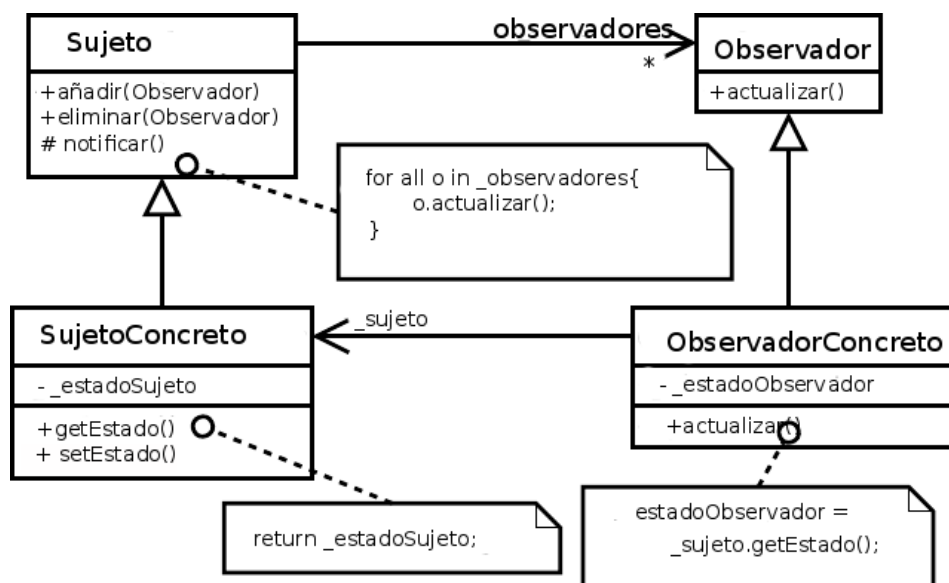 Sujeto
+añadir(Observador)
+eliminar(Observador)
# notificar()
observadores
*
Observador
+actualizar()
for all o in _observadores{
o.actualizar();
}
SujetoConcreto
- _estadoSujeto
+getEstado()
+ setEstado()
_sujeto
ObservadorConcreto
- _estadoObservador
+actualizar()
return _estadoSujeto;
estadoObservador =
_sujeto.getEstado();